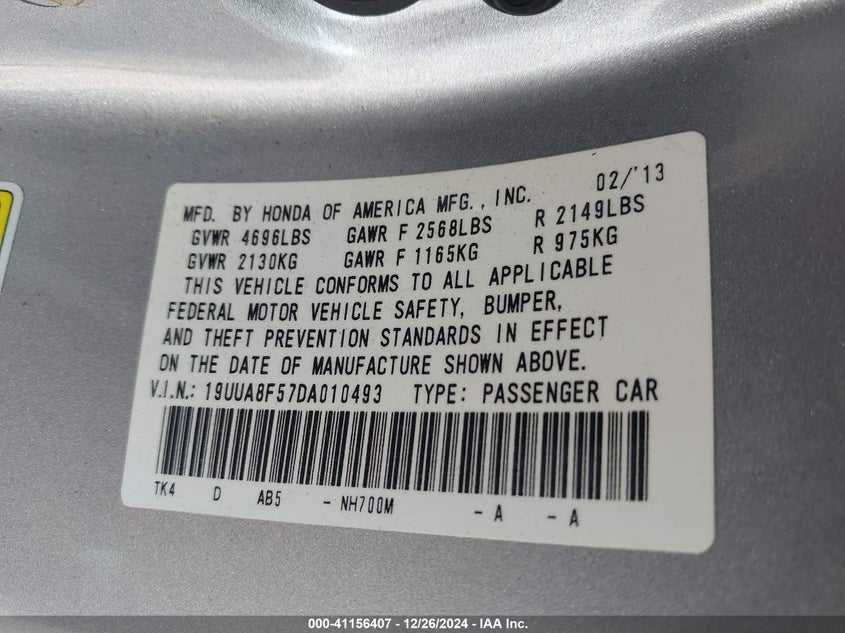 02/'13
MFD. BY HONDA OF AMERICA MFG., INC.
GVWR 4696LBS GAWR F 2568LBS R 2149LBS
GVWR 2130KG GAWR F 1165KG R 975KG
THIS VEHICLE CONFORMS TO ALL APPLICABLE
FEDERAL MOTOR VEHICLE SAFETY, BUMPER,
AND THEFT PREVENTION STANDARDS IN EFFECT
ON THE DATE OF MANUFACTURE SHOWN ABOVE.
V.I.N.: 19UUA8F57DA010493 TYPE: PASSENGER CAR
TK4 D AB5 - NH700M - A - A
000-41156407 - 12/26/2024 - IAA Inc.